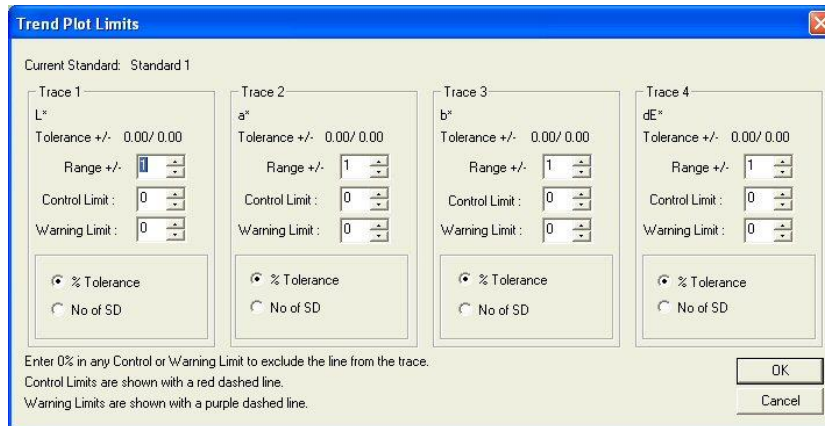 Trend Plot Limits
Current Standard: Standard 1
Trace 1
L*
Tolerance +/- 0.00/ 0.00
Range +/- 1
Control Limit : 0
Warning Limit : 0
% Tolerance
No of SD
Trace 2
a*
Tolerance +/- 0.00/ 0.00
Range +/- 1
Control Limit : 0
Warning Limit : 0
% Tolerance
No of SD
Trace 3
b*
Tolerance +/- 0.00/ 0.00
Range +/- 1
Control Limit : 0
Warning Limit : 0
% Tolerance
No of SD
Trace 4
dE*
Tolerance +/- 0.00/ 0.00
Range +/- 1
Control Limit : 0
Warning Limit : 0
% Tolerance
No of SD
Enter 0% in any Control or Warning Limit to exclude the line from the trace.
Control Limits are shown with a red dashed line.
Warning Limits are shown with a purple dashed line.
OK
Cancel